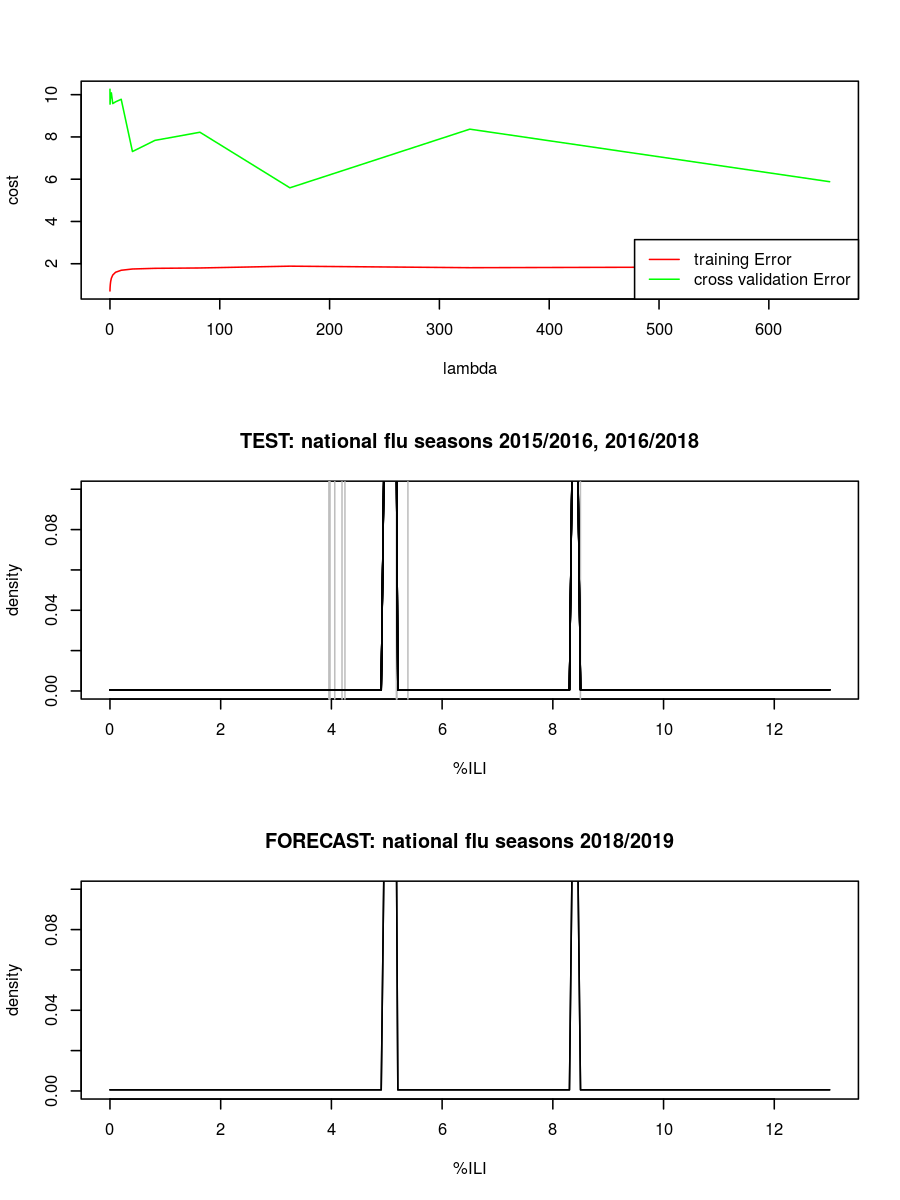 10
8
6
4
2
cost
training Error
cross validation Error
0 100 200 300 400 500 600
lambda
TEST: national flu seasons 2015/2016, 2016/2018
0.08
0.04
0.00
density
0 2 4 6 8 10 12
%ILI
FORECAST: national flu seasons 2018/2019
0.08
0.04
0.00
density
0 2 4 6 8 10 12
%ILI